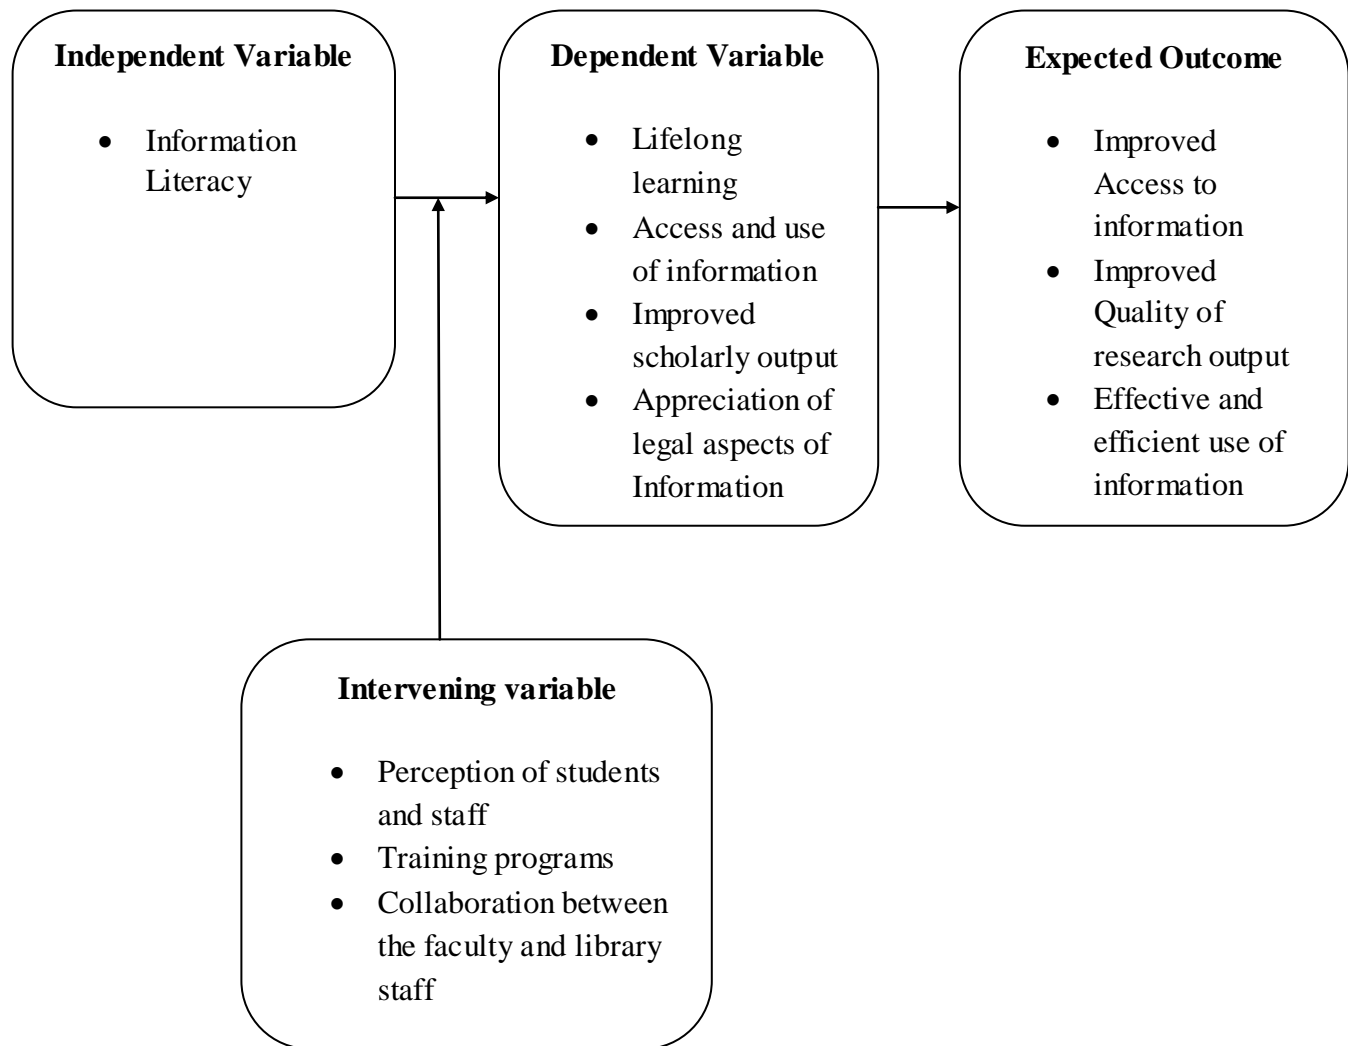 Independent Variable
• Information
Literacy
Dependent Variable
• Lifelong
learning
• Access and use
of information
• Improved
scholarly output
• Appreciation of
legal aspects of
Information
Expected Outcome
• Improved
Access to
information
• Improved
Quality of
research output
• Effective and
efficient use of
information
Intervening variable
• Perception of students
and staff
• Training programs
• Collaboration between
the faculty and library
staff